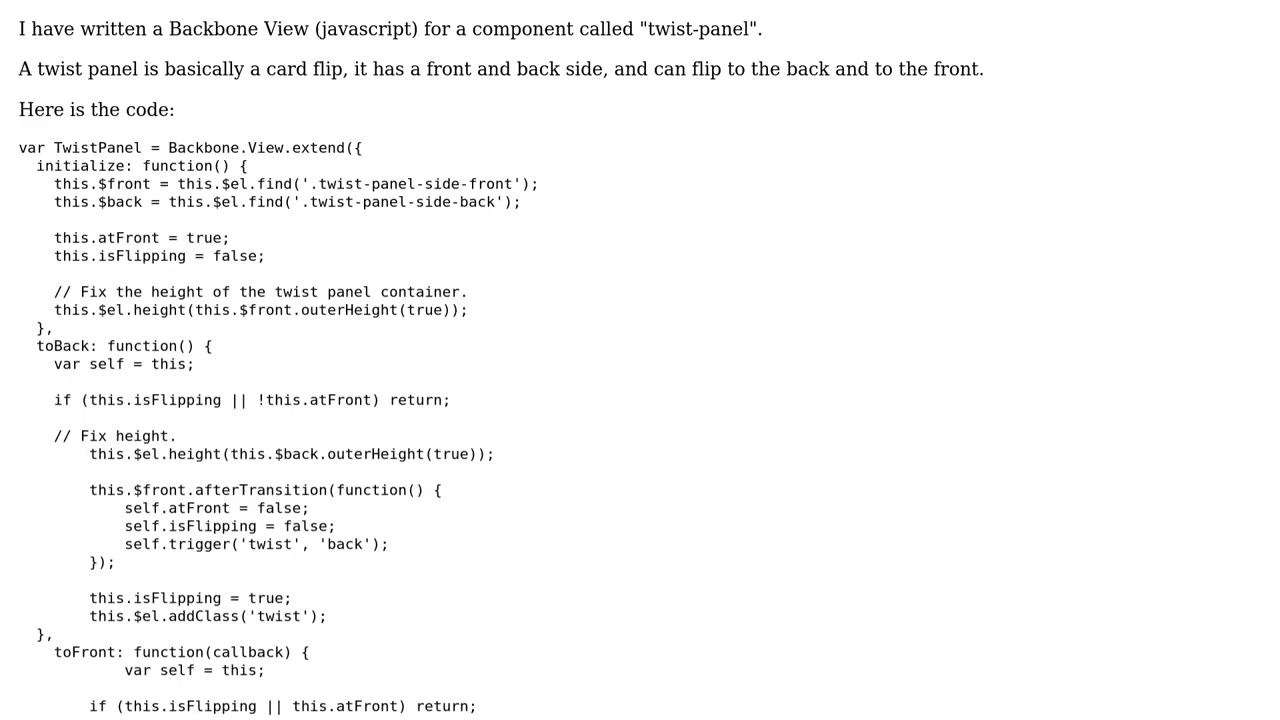 I have written a Backbone View (javascript) for a component called "twist-panel".
A twist panel is basically a card flip, it has a front and back side, and can flip to the back and to the front.
Here is the code:
var TwistPanel = Backbone.View.extend({
  initialize: function() {
    this.$front = this.$el.find('.twist-panel-side-front');
    this.$back = this.$el.find('.twist-panel-side-back');

    this.atFront = true;
    this.isFlipping = false;

    // Fix the height of the twist panel container.
    this.$el.height(this.$front.outerHeight(true));
  },
  toBack: function() {
    var self = this;

    if (this.isFlipping || !this.atFront) return;

    // Fix height.
        this.$el.height(this.$back.outerHeight(true));

        this.$front.afterTransition(function() {
            self.atFront = false;
            self.isFlipping = false;
            self.trigger('twist', 'back');
        });

        this.isFlipping = true;
        this.$el.addClass('twist');
  },
    toFront: function(callback) {
            var self = this;

        if (this.isFlipping || this.atFront) return;